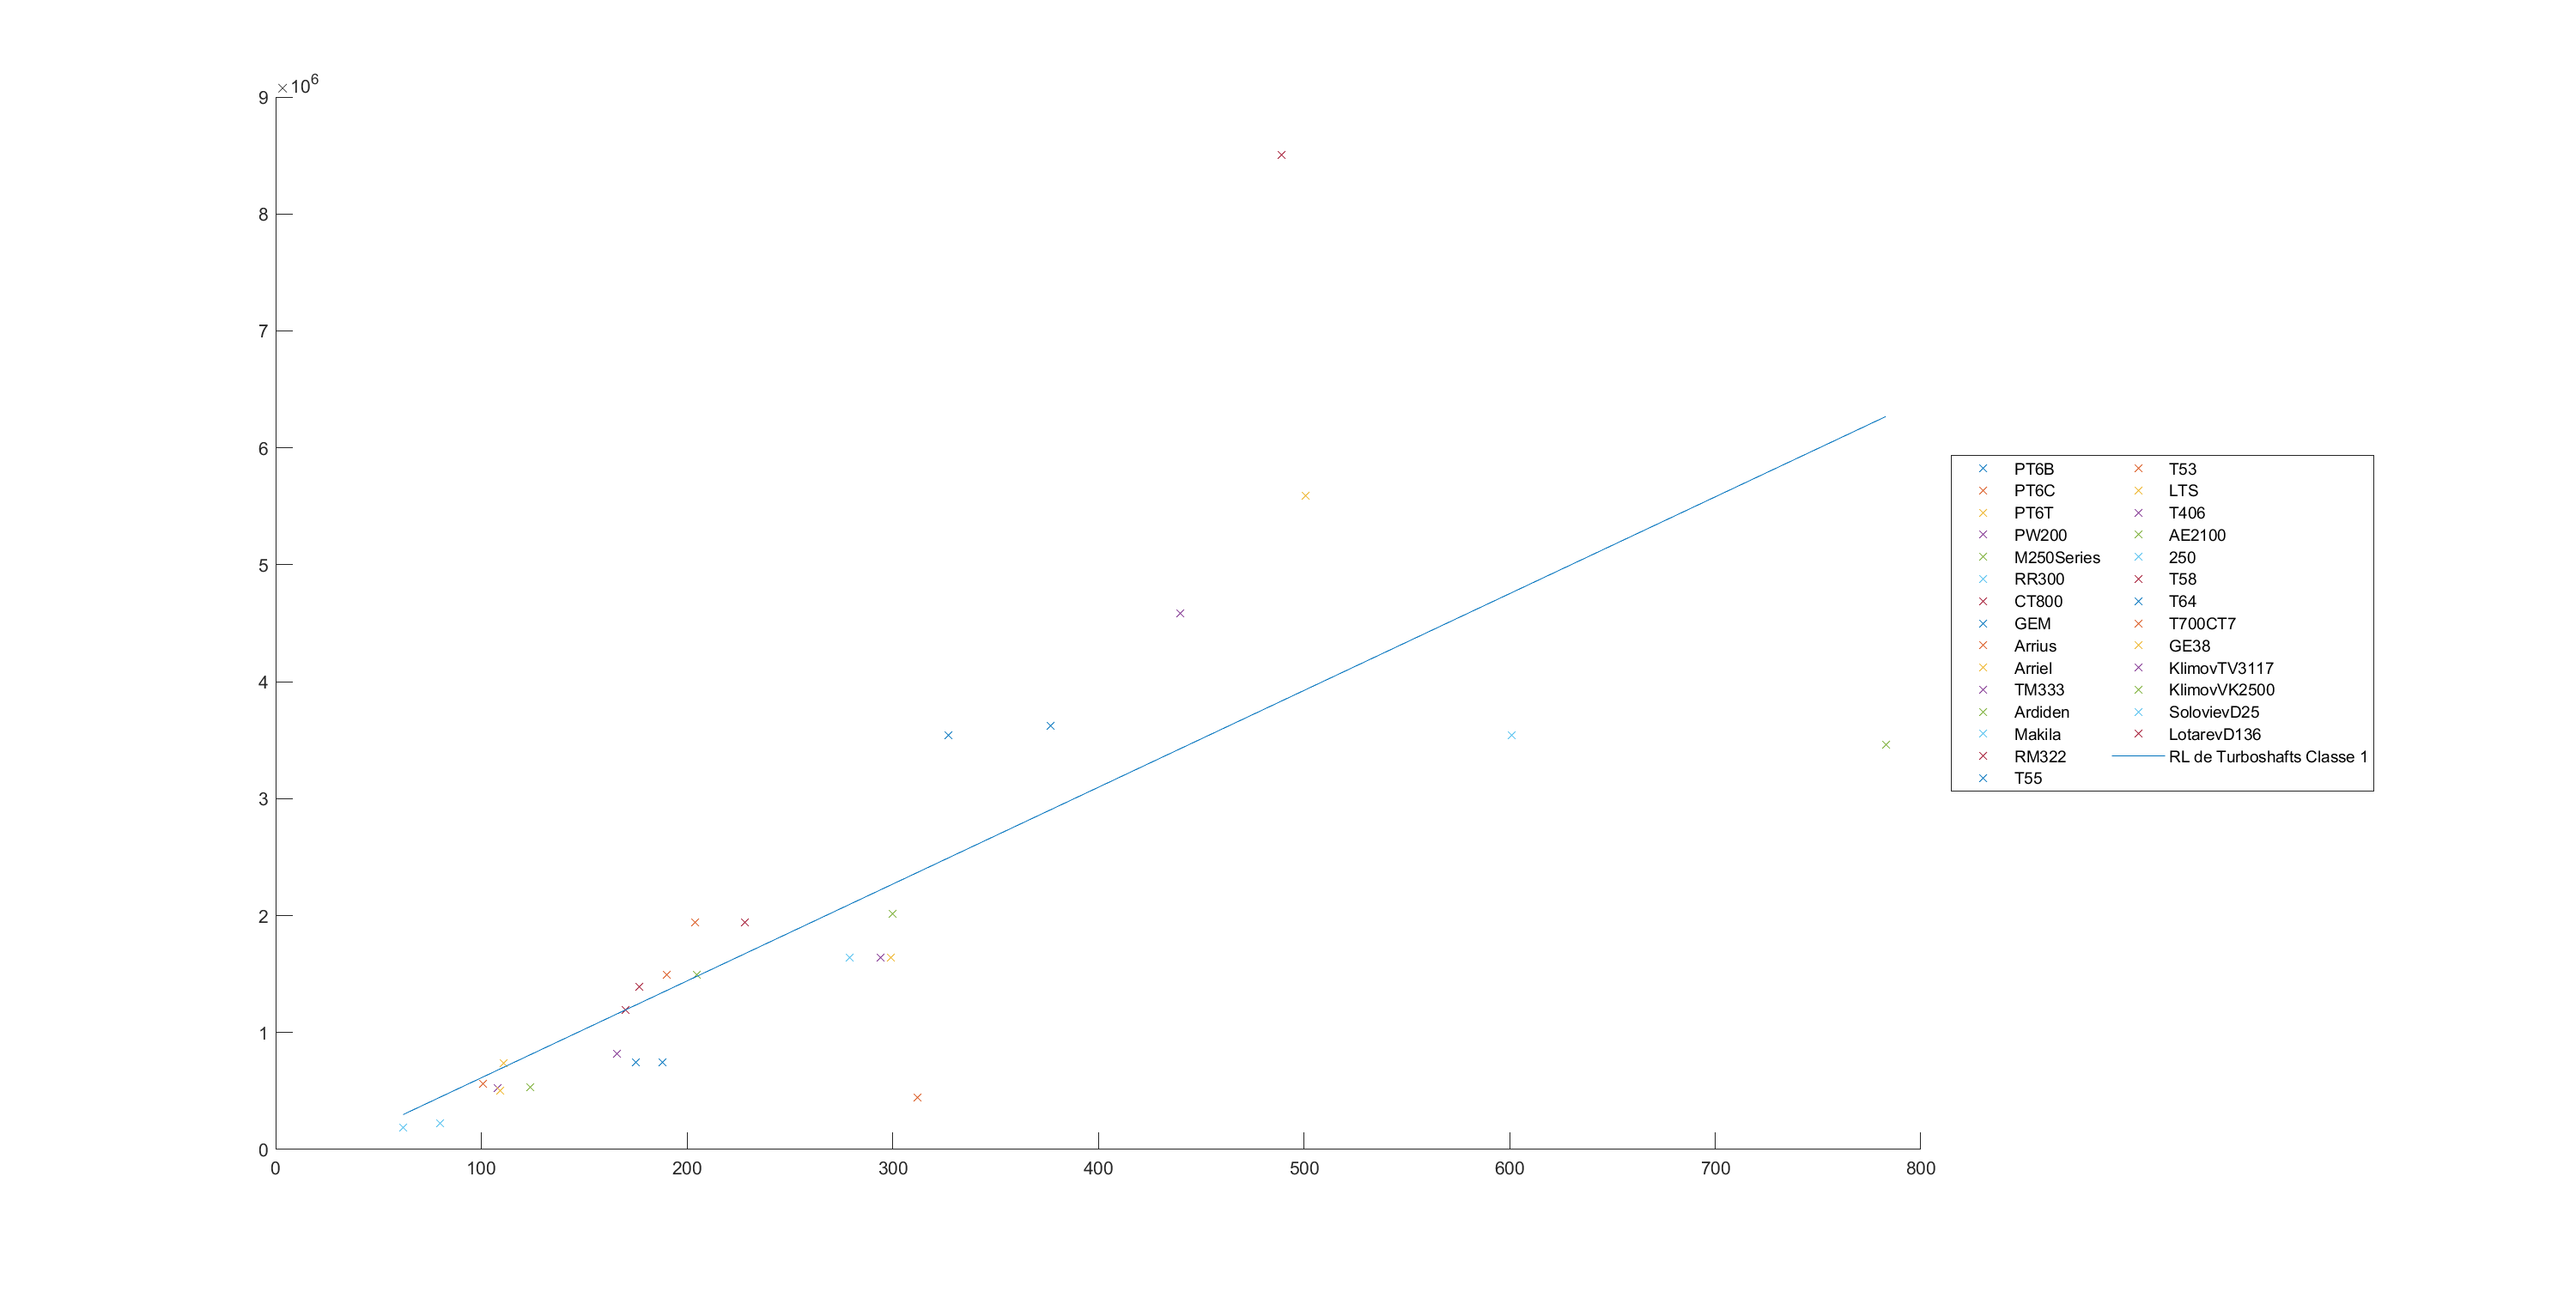 ×10⁶
9
8
7
6
5
4
3
2
1
0
0 100 200 300 400 500 600 700 800
PT6B
PT6C
PT6T
PW200
M250Series
RR300
CT800
GEM
Arrius
Arriel
TM333
Ardiden
Makila
RM322
T55
T53
LTS
T406
AE2100
250
T58
T64
T700CT7
GE38
KlimovTV3117
KlimovVK2500
SolovievD25
LotarevD136
RL de Turboshafts Classe 1